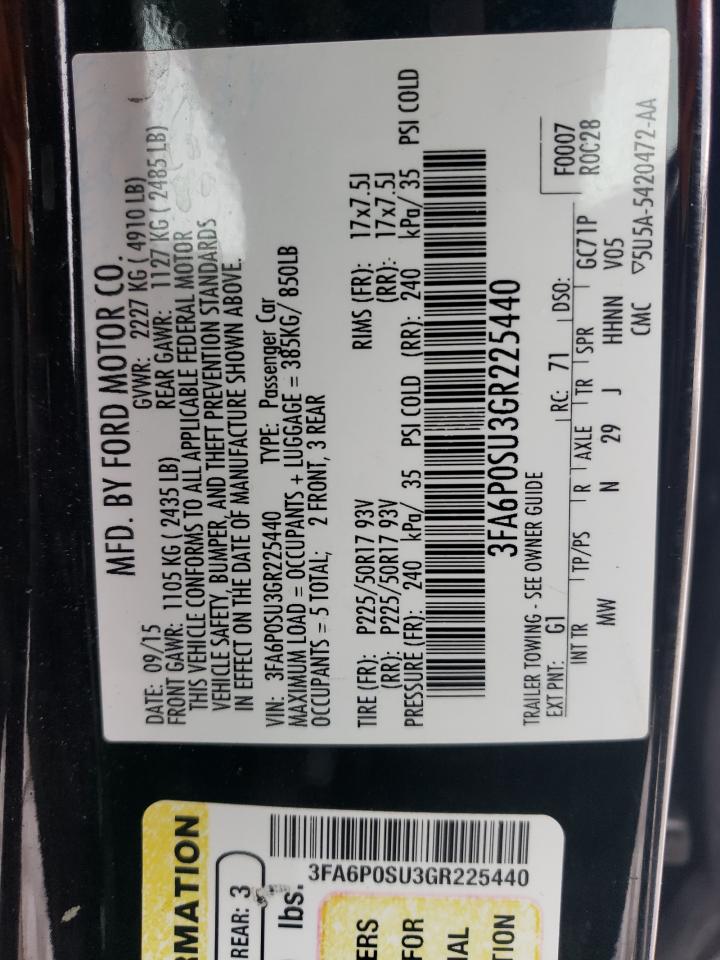 MFD. BY FORD MOTOR CO.
DATE: 09/15 GVWR: 2227 KG ( 4910 LB)
FRONT GAWR: 1105 KG ( 2435 LB) REAR GAWR: 1127 KG ( 2485 LB)
THIS VEHICLE CONFORMS TO ALL APPLICABLE FEDERAL MOTOR
VEHICLE SAFETY, BUMPER, AND THEFT PREVENTION STANDARDS
IN EFFECT ON THE DATE OF MANUFACTURE SHOWN ABOVE.
VIN: 3FA6P0SU3GR225440 TYPE: Passenger Car
MAXIMUM LOAD = OCCUPANTS + LUGGAGE = 385KG/ 850LB
OCCUPANTS = 5 TOTAL; 2 FRONT, 3 REAR
TIRE (FR): P225/50R17 93V RIMS (FR): 17x7.5J
(RR): P225/50R17 93V (RR): 17x7.5J
PRESSURE (FR): 240 kPa/ 35 PSI COLD (RR): 240 kPa/ 35 PSI COLD
3FA6P0SU3GR225440
TRAILER TOWING - SEE OWNER GUIDE F0007
EXT PNT: G1 RC: 71 DSO: R0C28
INT TR TP/PS R AXLE TR SPR GC71P
MW N 29 J HHNN V05
CMC ▽5U5A-5420472-AA
RMATION
REAR: 3
lbs.
3FA6P0SU3GR225440
ERS
FOR
IAL
TION